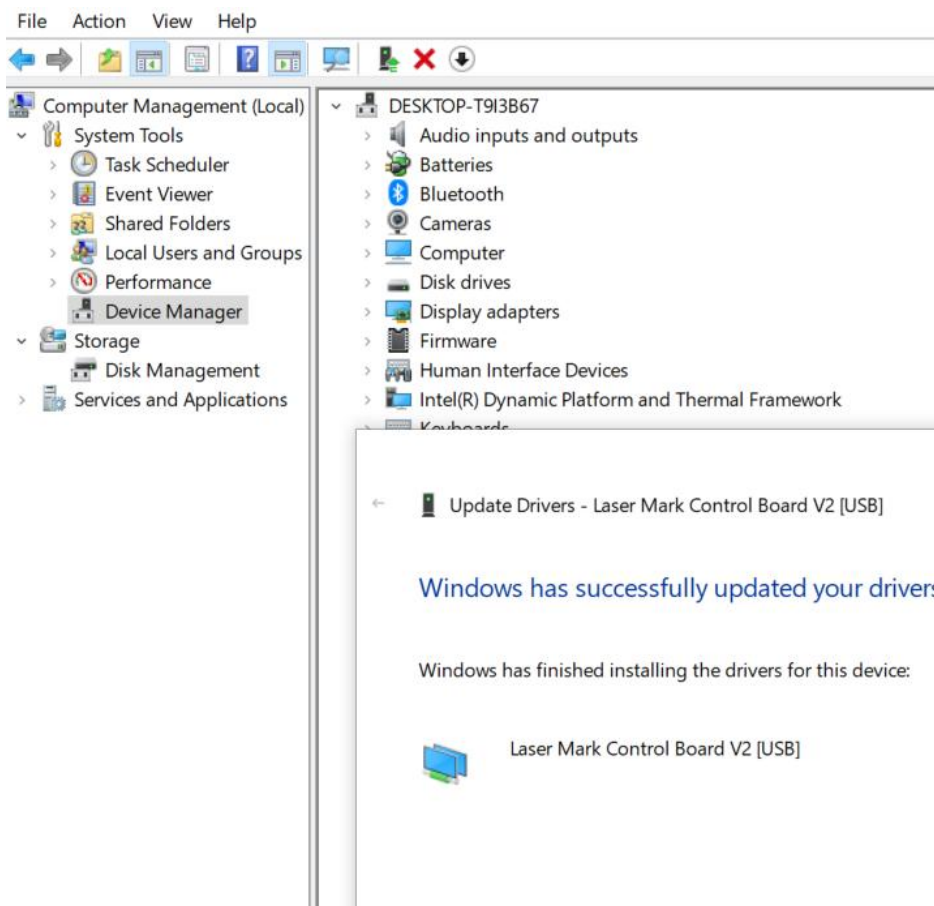 File Action View Help
Computer Management (Local)
System Tools
Task Scheduler
Event Viewer
Shared Folders
Local Users and Groups
Performance
Device Manager
Storage
Disk Management
Services and Applications
DESKTOP-T9I3B67
Audio inputs and outputs
Batteries
Bluetooth
Cameras
Computer
Disk drives
Display adapters
Firmware
Human Interface Devices
Intel(R) Dynamic Platform and Thermal Framework
Keyboards
Update Drivers - Laser Mark Control Board V2 [USB]
Windows has successfully updated your drivers
Windows has finished installing the drivers for this device:
Laser Mark Control Board V2 [USB]